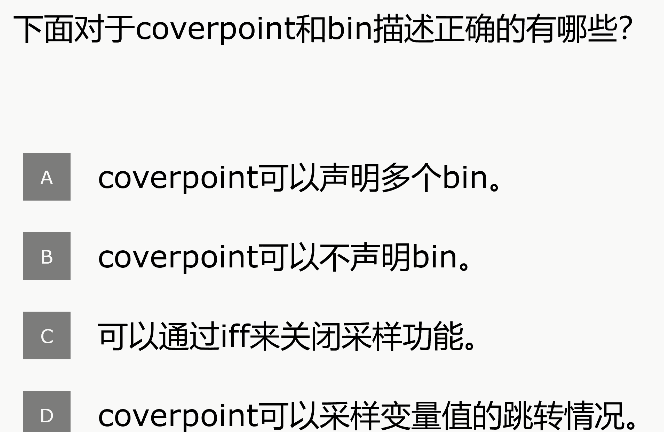 下面对于coverpoint和bin描述正确的有哪些？
A coverpoint可以声明多个bin。
B coverpoint可以不声明bin。
C 可以通过iff来关闭采样功能。
D coverpoint可以采样变量值的跳转情况。